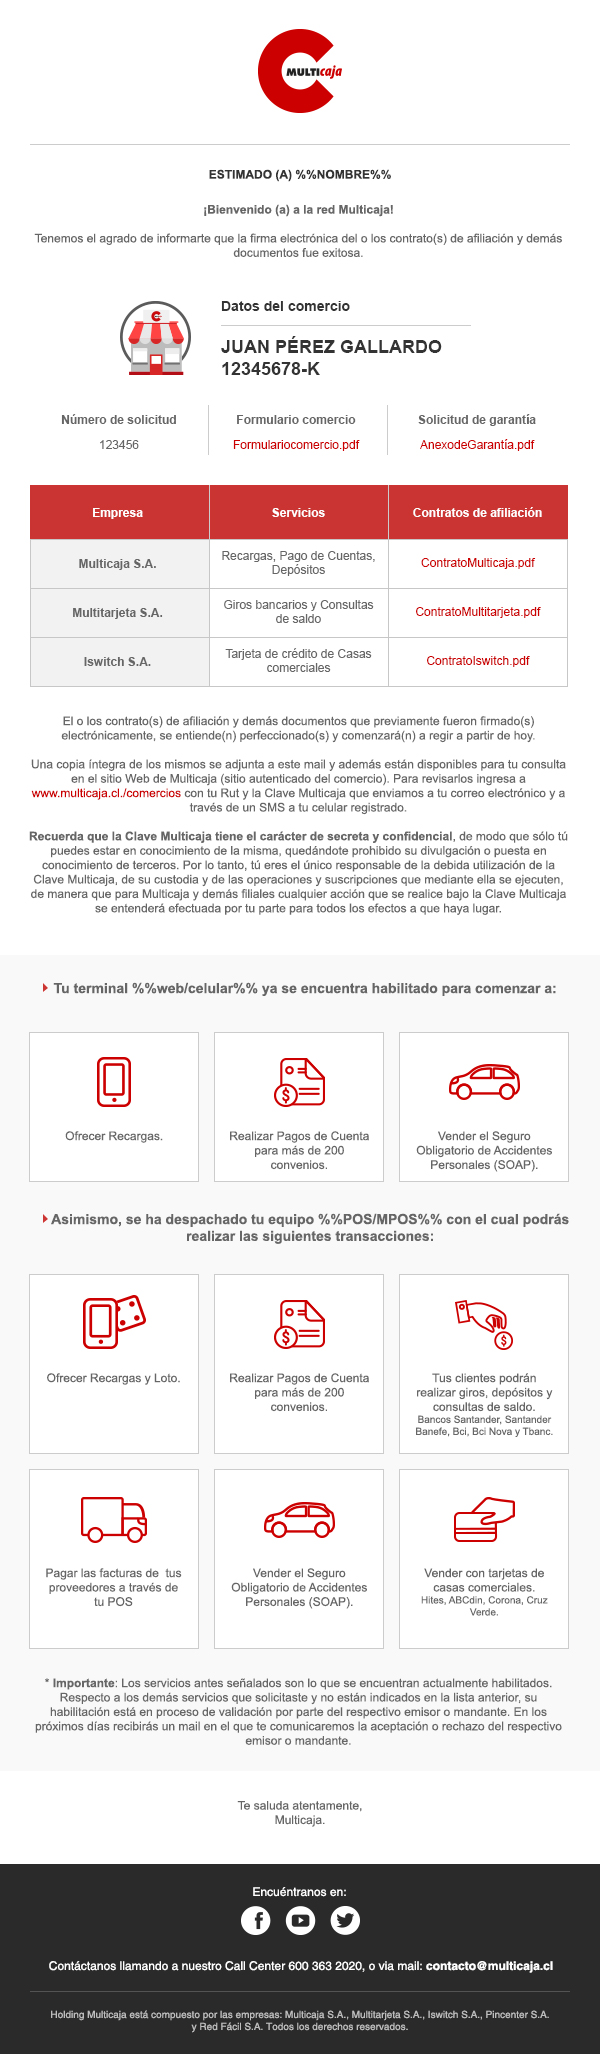 MULTIcaja
ESTIMADO (A) %%NOMBRE%%
¡Bienvenido (a) a la red Multicaja!
Tenemos el agrado de informarte que la firma electrónica del o los contrato(s) de afiliación y demás
documentos fue exitosa.
Datos del comercio
JUAN PÉREZ GALLARDO
12345678-K
Número de solicitud
123456
Formulario comercio
Formulariocomercio.pdf
Solicitud de garantía
AnexodeGarantía.pdf
Empresa Servicios Contratos de afiliación
Multicaja S.A.
Recargas, Pago de Cuentas,
Depósitos
ContratoMulticaja.pdf
Multitarjeta S.A.
Giros bancarios y Consultas
de saldo
ContratoMultitarjeta.pdf
Iswitch S.A.
Tarjeta de crédito de Casas
comerciales
ContratoIswitch.pdf
El o los contrato(s) de afiliación y demás documentos que previamente fueron firmado(s)
electrónicamente, se entiende(n) perfeccionado(s) y comenzará(n) a regir a partir de hoy.
Una copia íntegra de los mismos se adjunta a este mail y además están disponibles para tu consulta
en el sitio Web de Multicaja (sitio autenticado del comercio). Para revisarlos ingresa a
www.multicaja.cl./comercios con tu Rut y la Clave Multicaja que enviamos a tu correo electrónico y a
través de un SMS a tu celular registrado.
Recuerda que la Clave Multicaja tiene el carácter de secreta y confidencial, de modo que sólo tú
puedes estar en conocimiento de la misma, quedándote prohibido su divulgación o puesta en
conocimiento de terceros. Por lo tanto, tú eres el único responsable de la debida utilización de la
Clave Multicaja, de su custodia y de las operaciones y suscripciones que mediante ella se ejecuten,
de manera que para Multicaja y demás filiales cualquier acción que se realice bajo la Clave Multicaja
se entenderá efectuada por tu parte para todos los efectos a que haya lugar.
Tu terminal %%web/celular%% ya se encuentra habilitado para comenzar a:
Ofrecer Recargas.
Realizar Pagos de Cuenta
para más de 200
convenios.
Vender el Seguro
Obligatorio de Accidentes
Personales (SOAP).
Asimismo, se ha despachado tu equipo %%POS/MPOS%% con el cual podrás
realizar las siguientes transacciones:
Ofrecer Recargas y Loto.
Realizar Pagos de Cuenta
para más de 200
convenios.
Tus clientes podrán
realizar giros, depósitos y
consultas de saldo.
Bancos Santander, Santander
Banefe, Bci, Bci Nova y Tbanc.
Pagar las facturas de tus
proveedores a través de
tu POS
Vender el Seguro
Obligatorio de Accidentes
Personales (SOAP).
Vender con tarjetas de
casas comerciales.
Hites, ABCdin, Corona, Cruz
Verde.
* Importante: Los servicios antes señalados son lo que se encuentran actualmente habilitados.
Respecto a los demás servicios que solicitaste y no están indicados en la lista anterior, su
habilitación está en proceso de validación por parte del respectivo emisor o mandante. En los
próximos días recibirás un mail en el que te comunicaremos la aceptación o rechazo del respectivo
emisor o mandante.
Te saluda atentamente,
Multicaja.
Encuéntranos en:
Contáctanos llamando a nuestro Call Center 600 363 2020, o via mail: contacto@multicaja.cl
Holding Multicaja está compuesto por las empresas: Multicaja S.A., Multitarjeta S.A., Iswitch S.A., Pincenter S.A.
y Red Fácil S.A. Todos los derechos reservados.